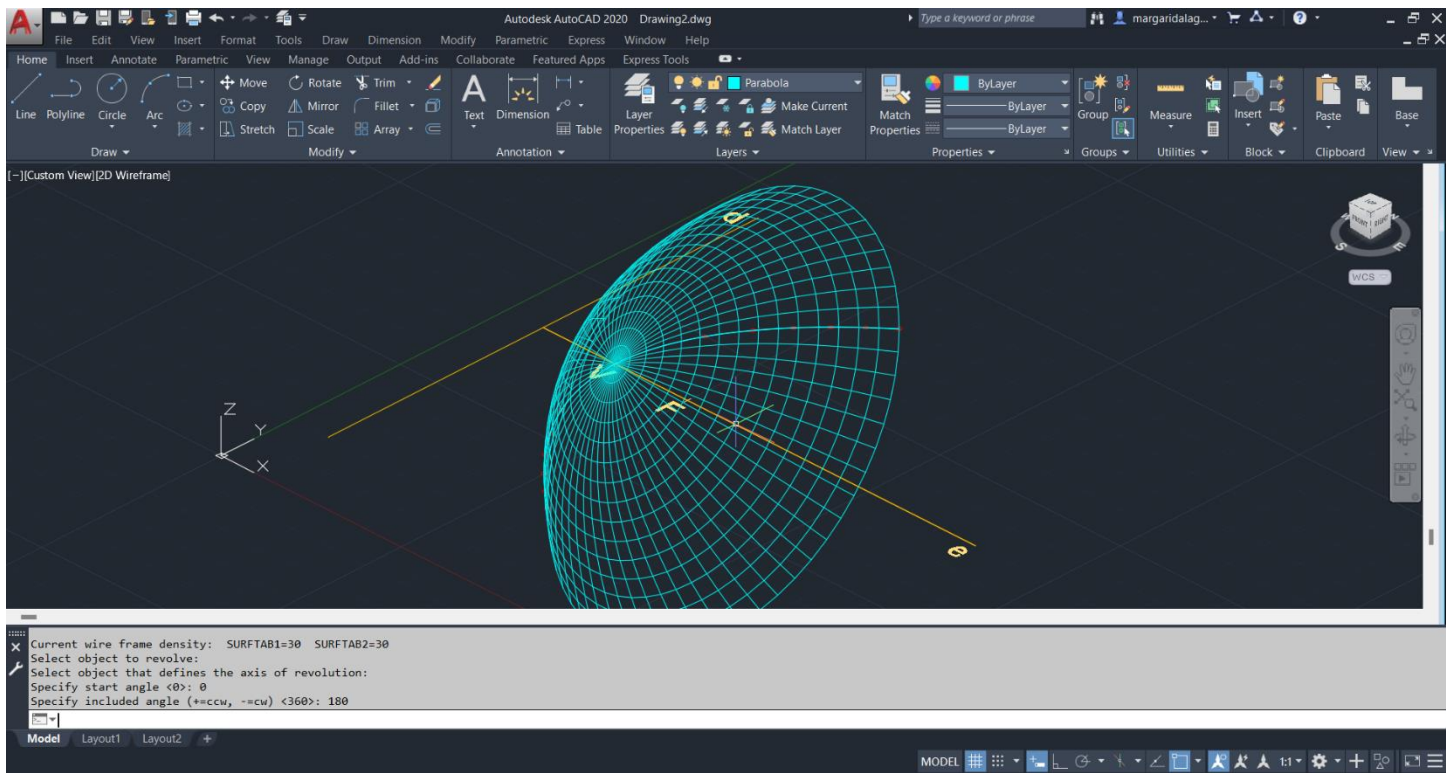 Autodesk AutoCAD 2020 Drawing2.dwg
Type a keyword or phrase
margaridalag...
File Edit View Insert Format Tools Draw Dimension Modify Parametric Express Window Help
Home Insert Annotate Parametric View Manage Output Add-ins Collaborate Featured Apps Express Tools
Line Polyline Circle Arc
Move Rotate Trim
Copy Mirror Fillet
Stretch Scale Array
Text Dimension
Table
Layer Properties
Parabola
Make Current
Match Layer
Match Properties
ByLayer
ByLayer
ByLayer
Group
Measure
Insert
Paste
Base
Draw Modify Annotation Layers Properties Groups Utilities Block Clipboard View
[-][Custom View][2D Wireframe]
d
V
F
e
Z
Y
X
TOP
FRONT RIGHT
S E
WCS
Current wire frame density: SURFTAB1=30 SURFTAB2=30
Select object to revolve:
Select object that defines the axis of revolution:
Specify start angle <0>: 0
Specify included angle (+=ccw, -=cw) <360>: 180
Model Layout1 Layout2 +
MODEL 1:1